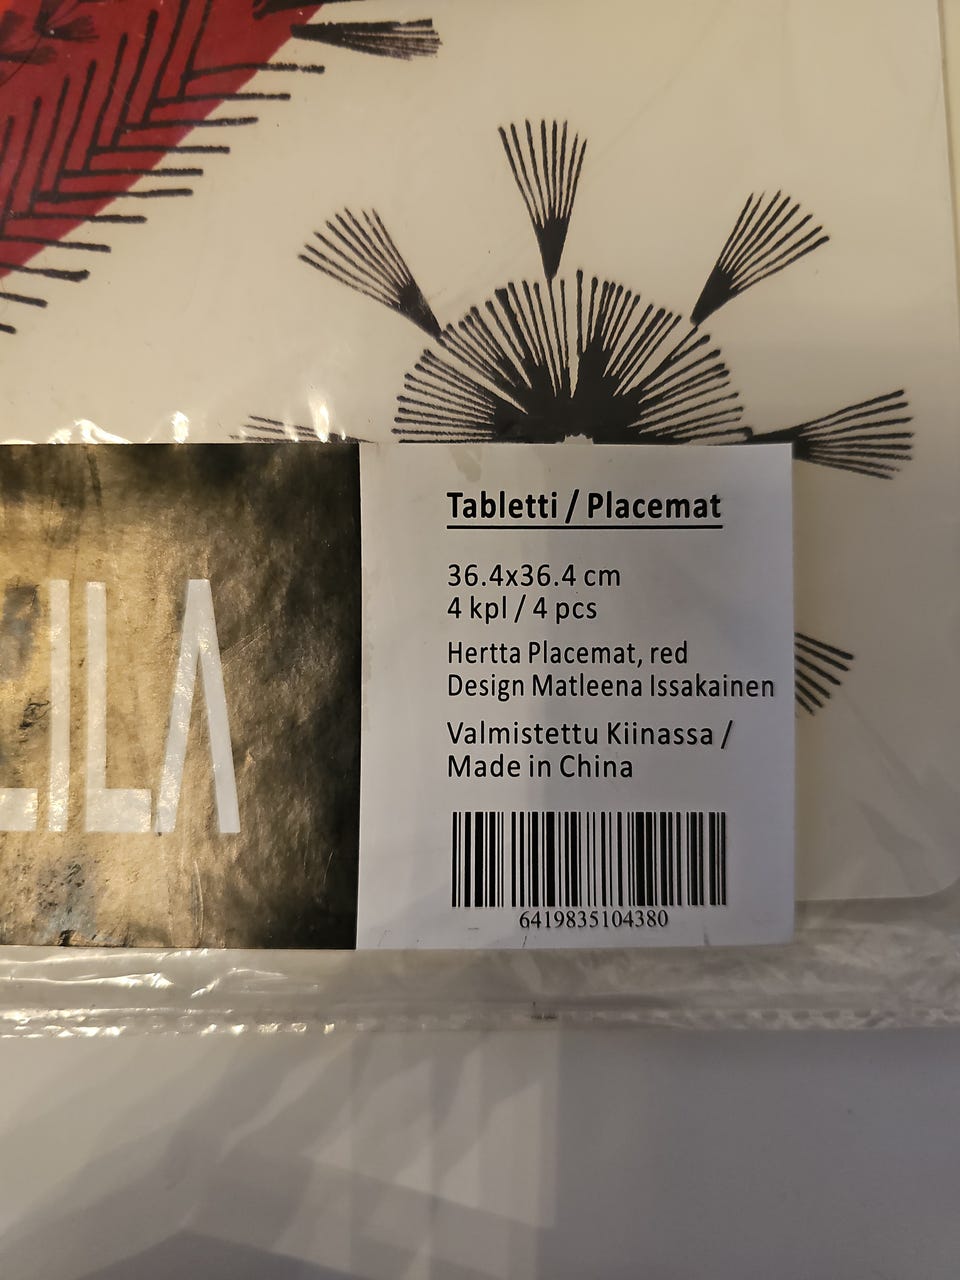 Tabletti / Placemat
36.4x36.4 cm
4 kpl / 4 pcs
Hertta Placemat, red
Design Matleena Issakainen
Valmistettu Kiinassa /
Made in China
6419835104380